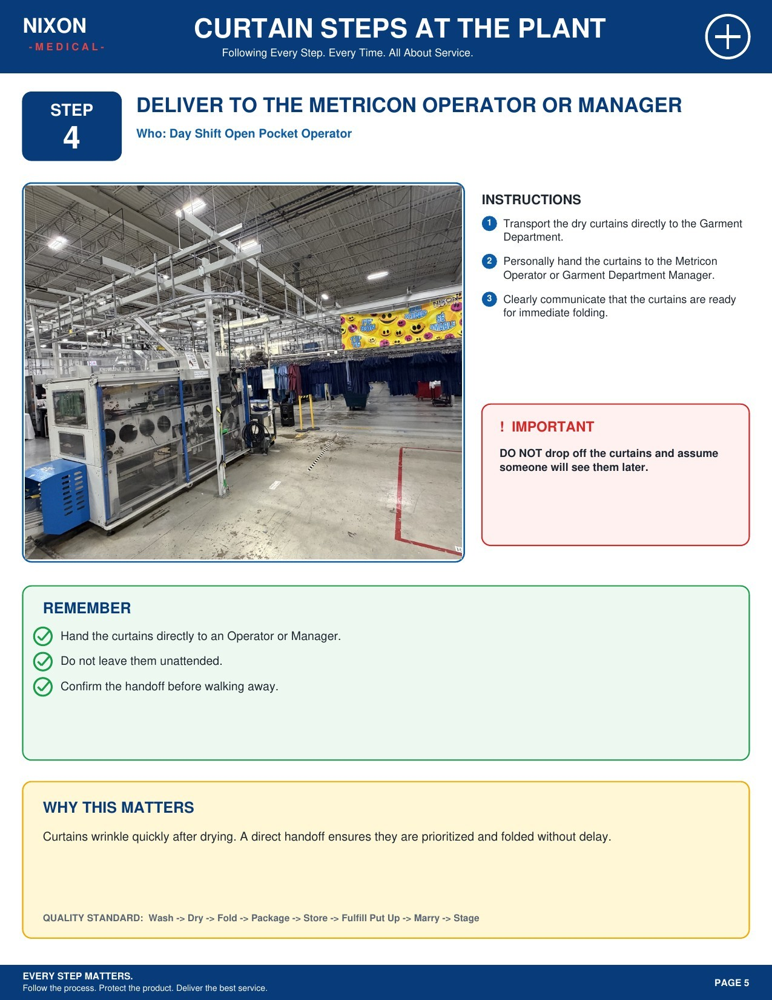 NIXON
-MEDICAL-
CURTAIN STEPS AT THE PLANT
Following Every Step. Every Time. All About Service.
STEP
4
DELIVER TO THE METRICON OPERATOR OR MANAGER
Who: Day Shift Open Pocket Operator
NIXON
BE
KIND
SÉ
AMABLE
KNOWLEDGE CENTER
INSTRUCTIONS
1 Transport the dry curtains directly to the Garment
Department.
2 Personally hand the curtains to the Metricon
Operator or Garment Department Manager.
3 Clearly communicate that the curtains are ready
for immediate folding.
! IMPORTANT
DO NOT drop off the curtains and assume
someone will see them later.
REMEMBER
Hand the curtains directly to an Operator or Manager.
Do not leave them unattended.
Confirm the handoff before walking away.
WHY THIS MATTERS
Curtains wrinkle quickly after drying. A direct handoff ensures they are prioritized and folded without delay.
QUALITY STANDARD: Wash -> Dry -> Fold -> Package -> Store -> Fulfill Put Up -> Marry -> Stage
EVERY STEP MATTERS.
Follow the process. Protect the product. Deliver the best service.
PAGE 5